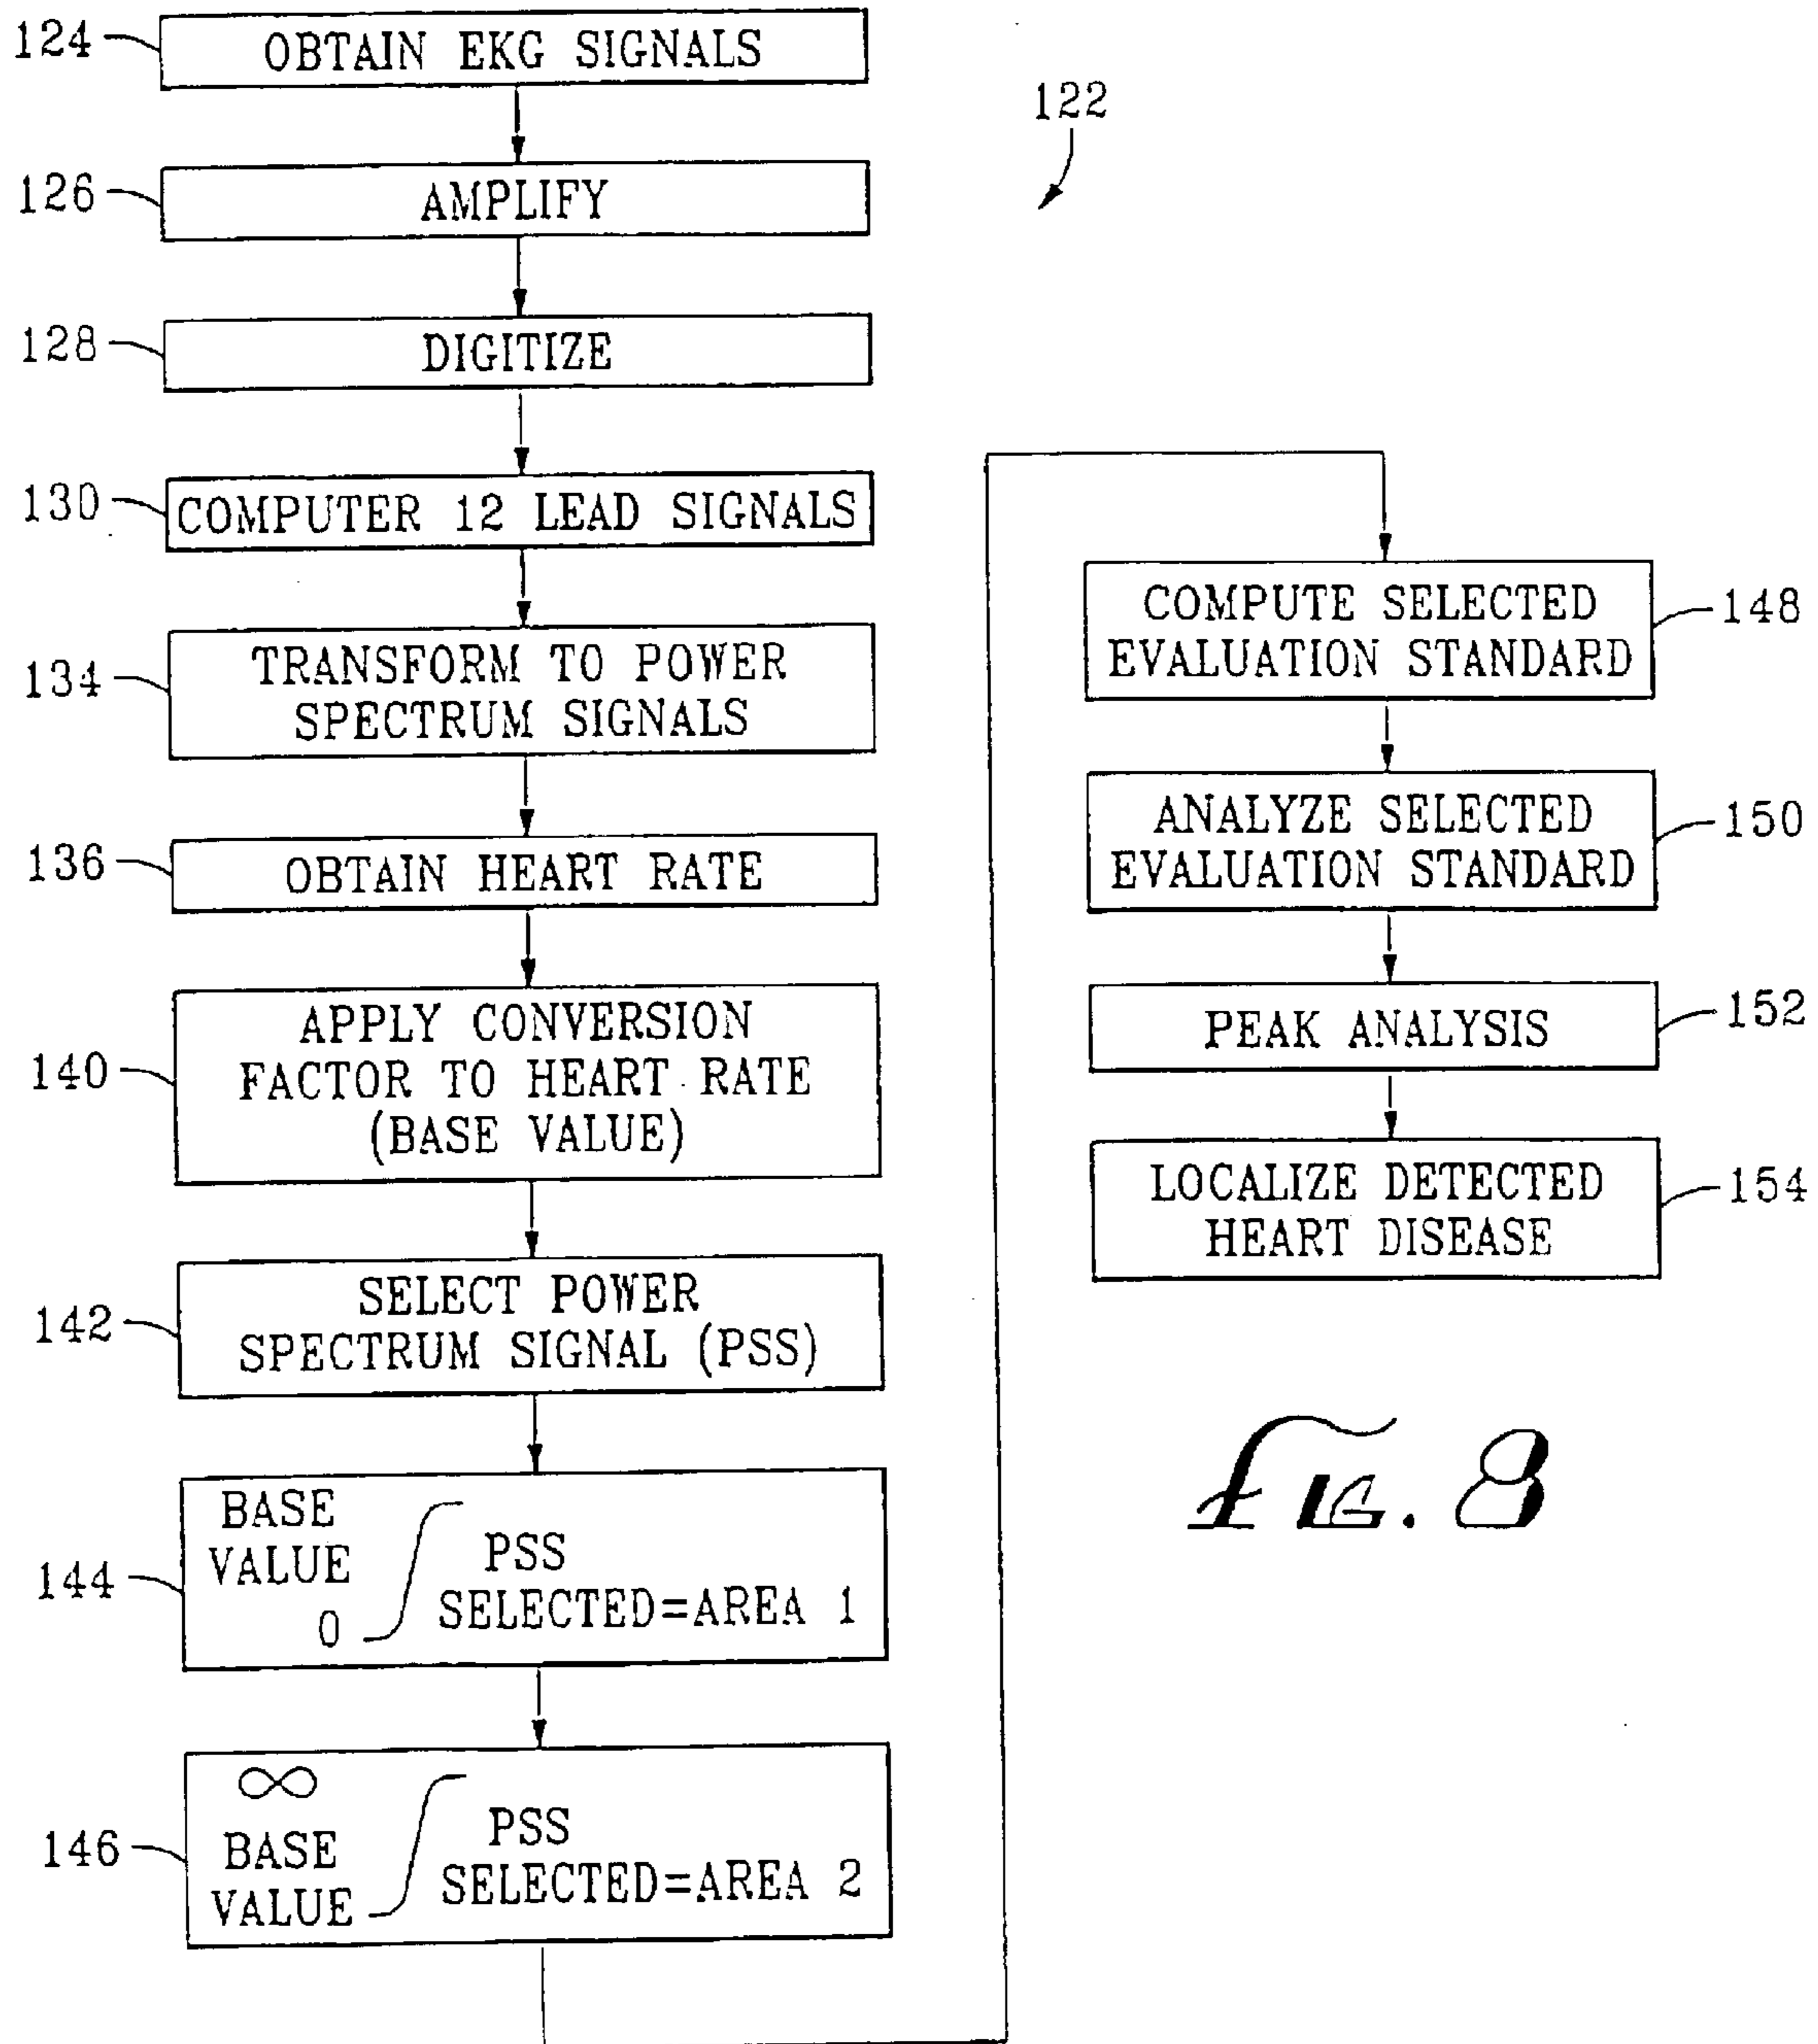 124
OBTAIN EKG SIGNALS
122
126
AMPLIFY
128
DIGITIZE
130
COMPUTER 12 LEAD SIGNALS
134
TRANSFORM TO POWER
SPECTRUM SIGNALS
136
OBTAIN HEART RATE
140
APPLY CONVERSION
FACTOR TO HEART RATE
(BASE VALUE)
142
SELECT POWER
SPECTRUM SIGNAL (PSS)
144
BASE
VALUE
0
∫
PSS
SELECTED=AREA 1
146
∞
BASE
VALUE
∫
PSS
SELECTED=AREA 2
COMPUTE SELECTED
EVALUATION STANDARD
148
ANALYZE SELECTED
EVALUATION STANDARD
150
PEAK ANALYSIS
152
LOCALIZE DETECTED
HEART DISEASE
154
FIG. 8